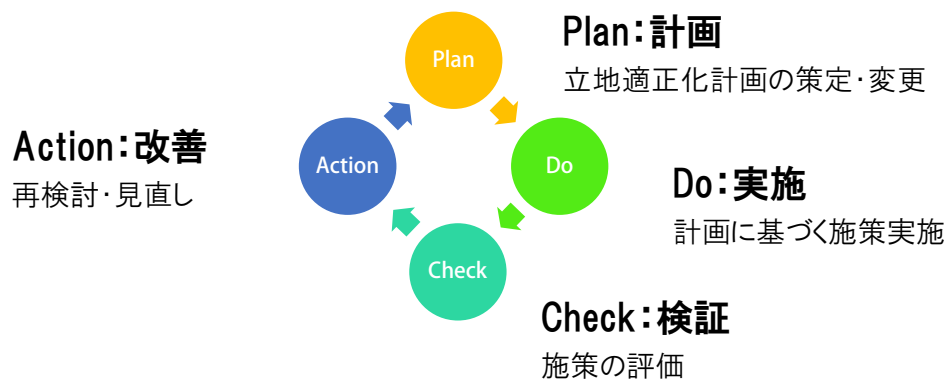 Plan
Plan：計画
立地適正化計画の策定・変更
Action：改善
再検討・見直し
Action
Do
Do：実施
計画に基づく施策実施
Check
Check：検証
施策の評価